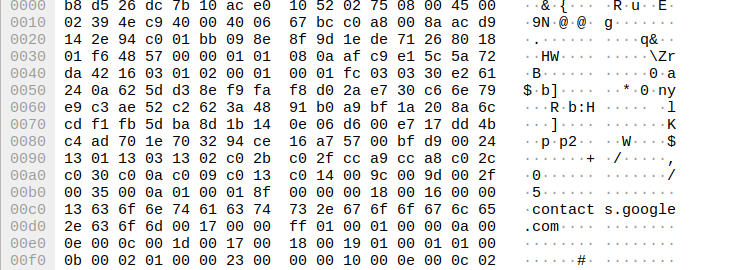 0000 b8 d5 26 dc 7b 10 ac e0 10 52 02 75 08 00 45 00 ··&·{··· ·R·u··E·
0010 02 39 4e c9 40 00 40 06 67 bc c0 a8 00 8a ac d9 ·9N·@·@· g·······
0020 14 2e 94 c0 01 bb 09 8e 8f 9d 1e de 71 26 80 18 ·.······ ····q&··
0030 01 f6 48 57 00 00 01 01 08 0a af c9 e1 5c 5a 72 ··HW···· ·····\Zr
0040 da 42 16 03 01 02 00 01 00 01 fc 03 03 30 e2 61 ·B······ ·····0·a
0050 24 0a 62 5d d3 8e f9 fa f8 d0 2a e7 30 c6 6e 79 $·b]···· ··*·0·ny
0060 e9 c3 ae 52 c2 62 3a 48 91 b0 a9 bf 1a 20 8a 6c ···R·b:H ····· ·l
0070 cd f1 fb 5d ba 8d 1b 14 0e 06 d6 00 e7 17 dd 4b ···]···· ·······K
0080 c4 ad 70 1e 70 32 94 ce 16 a7 57 00 bf d9 00 24 ··p·p2·· ··W····$
0090 13 01 13 03 13 02 c0 2b c0 2f cc a9 cc a8 c0 2c ·······+ ·/·····,
00a0 c0 30 c0 0a c0 09 c0 13 c0 14 00 9c 00 9d 00 2f ·0······ ·······/
00b0 00 35 00 0a 01 00 01 8f 00 00 00 18 00 16 00 00 ·5······ ········
00c0 13 63 6f 6e 74 61 63 74 73 2e 67 6f 6f 67 6c 65 ·contact s.google
00d0 2e 63 6f 6d 00 17 00 00 ff 01 00 01 00 00 0a 00 .com···· ········
00e0 0e 00 0c 00 1d 00 17 00 18 00 19 01 00 01 01 00 ········ ········
00f0 0b 00 02 01 00 00 23 00 00 00 10 00 0e 00 0c 02 ······#· ········